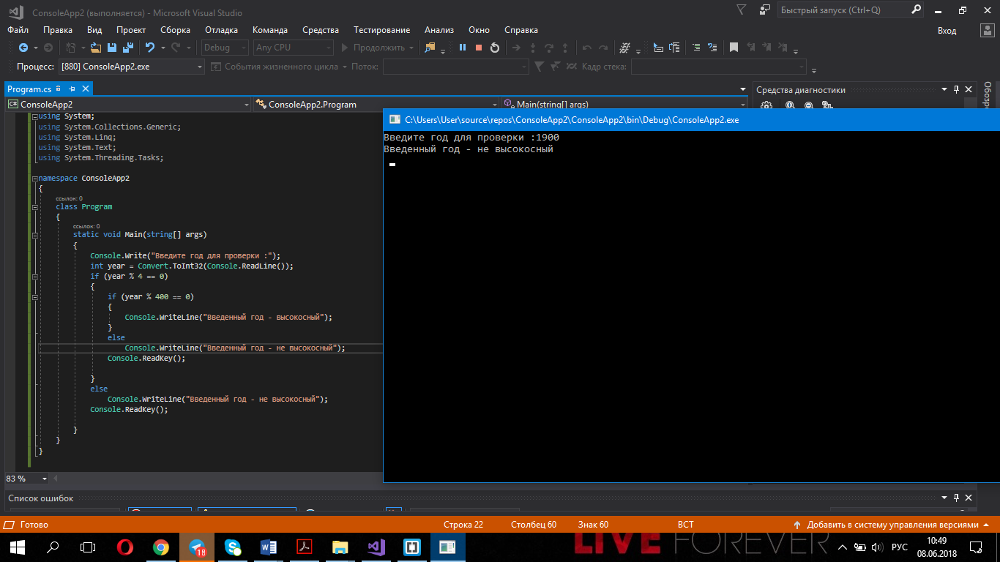 ConsoleApp2 (выполняется) - Microsoft Visual Studio
Быстрый запуск (Ctrl+Q)
Файл Правка Вид Проект Сборка Отладка Команда Средства Тестирование Анализ Окно Справка
Вход
Debug Any CPU Продолжить
Процесс: [880] ConsoleApp2.exe События жизненного цикла Поток: Кадр стека:
Program.cs
Средства диагностики
ConsoleApp2 ConsoleApp2.Program Main(string[] args)
using System;
using System.Collections.Generic;
using System.Linq;
using System.Text;
using System.Threading.Tasks;
namespace ConsoleApp2
{
ссылок: 0
class Program
{
ссылок: 0
static void Main(string[] args)
{
Console.Write("Введите год для проверки :");
int year = Convert.ToInt32(Console.ReadLine());
if (year % 4 == 0)
{
if (year % 400 == 0)
{
Console.WriteLine("Введенный год - высокосный");
}
else
Console.WriteLine("Введенный год - не высокосный");
Console.ReadKey();
}
else
Console.WriteLine("Введенный год - не высокосный");
Console.ReadKey();
}
}
}
C:\Users\User\source\repos\ConsoleApp2\ConsoleApp2\bin\Debug\ConsoleApp2.exe
Введите год для проверки :1900
Введенный год - не высокосный
83 %
Список ошибок
Готово Строка 22 Столбец 60 Знак 60 ВСТ Добавить в систему управления версиями
LIVE FOREVER
18
РУС
10:49
08.06.2018